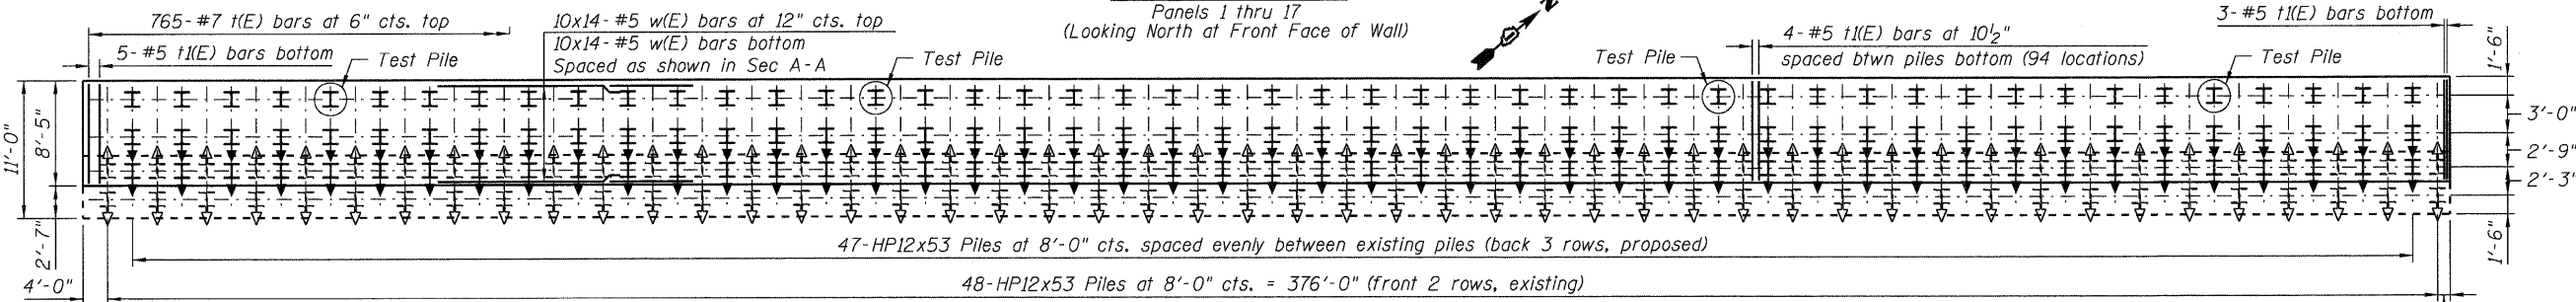 Panels 1 thru 17
(Looking North at Front Face of Wall)
N
765-#7 t(E) bars at 6" cts. top
10x14-#5 w(E) bars at 12" cts. top
3-#5 t1(E) bars bottom
5-#5 t1(E) bars bottom
10x14-#5 w(E) bars bottom
Spaced as shown in Sec A-A
4-#5 t1(E) bars at 10½"
spaced btwn piles bottom (94 locations)
Test Pile
Test Pile
Test Pile
Test Pile
1'-6"
11'-0"
8'-5"
3'-0"
2'-9"
2'-3"
2'-7"
1'-6"
47-HP12x53 Piles at 8'-0" cts. spaced evenly between existing piles (back 3 rows, proposed)
4'-0"
48-HP12x53 Piles at 8'-0" cts. = 376'-0" (front 2 rows, existing)